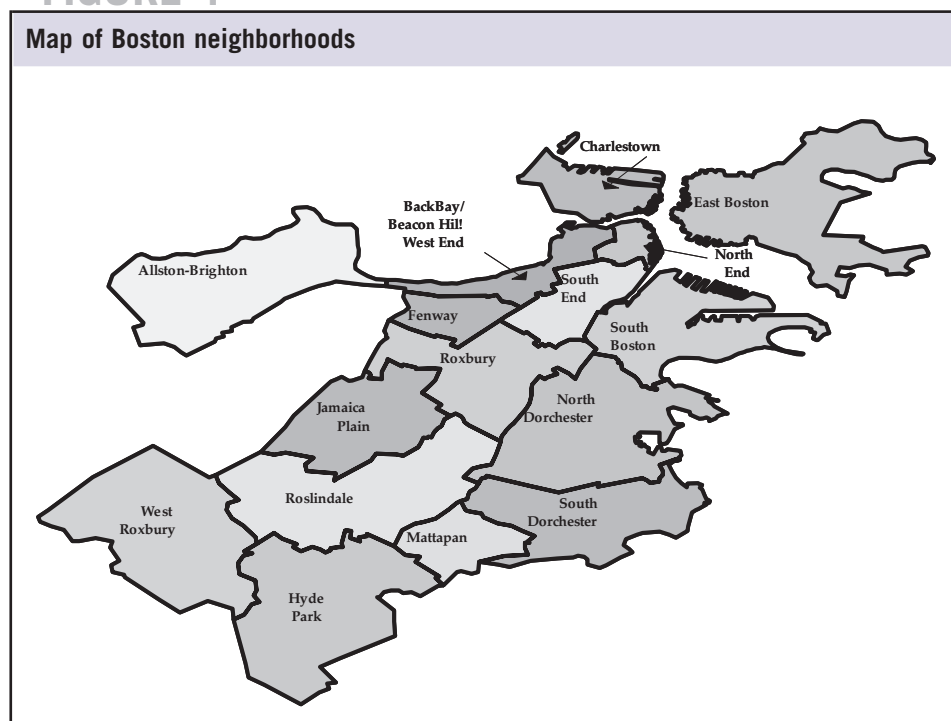 Map of Boston neighborhoods
Charlestown
East Boston
BackBay/
Beacon Hil!
West End
North
End
Allston-Brighton
South
End
Fenway
South
Boston
Roxbury
Jamaica
Plain
North
Dorchester
Roslindale
West
Roxbury
South
Dorchester
Mattapan
Hyde
Park